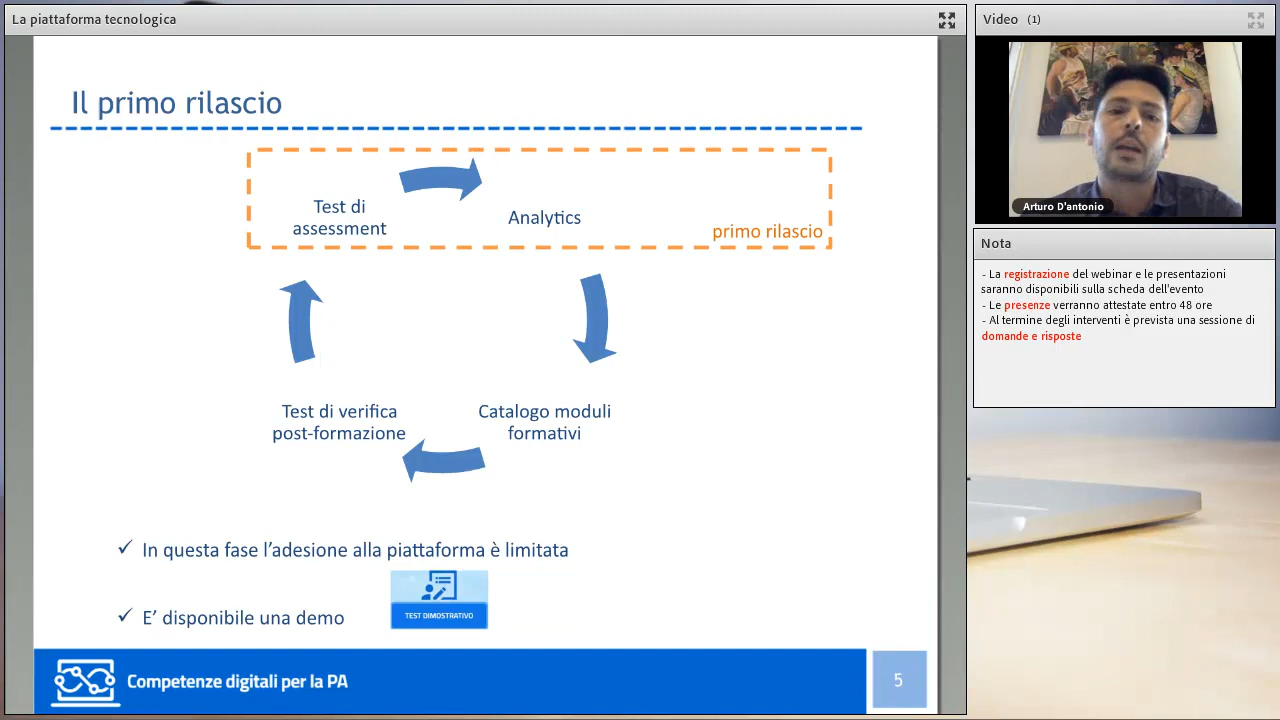 La piattaforma tecnologica
Il primo rilascio
Test di
assessment
Analytics
primo rilascio
Test di verifica
post-formazione
Catalogo moduli
formativi
✓ In questa fase l’adesione alla piattaforma è limitata
✓ E’ disponibile una demo
TEST DIMOSTRATIVO
Competenze digitali per la PA
5
Video (1)
Arturo D'antonio
Nota
- La registrazione del webinar e le presentazioni
saranno disponibili sulla scheda dell'evento
- Le presenze verranno attestate entro 48 ore
- Al termine degli interventi è prevista una sessione di
domande e risposte